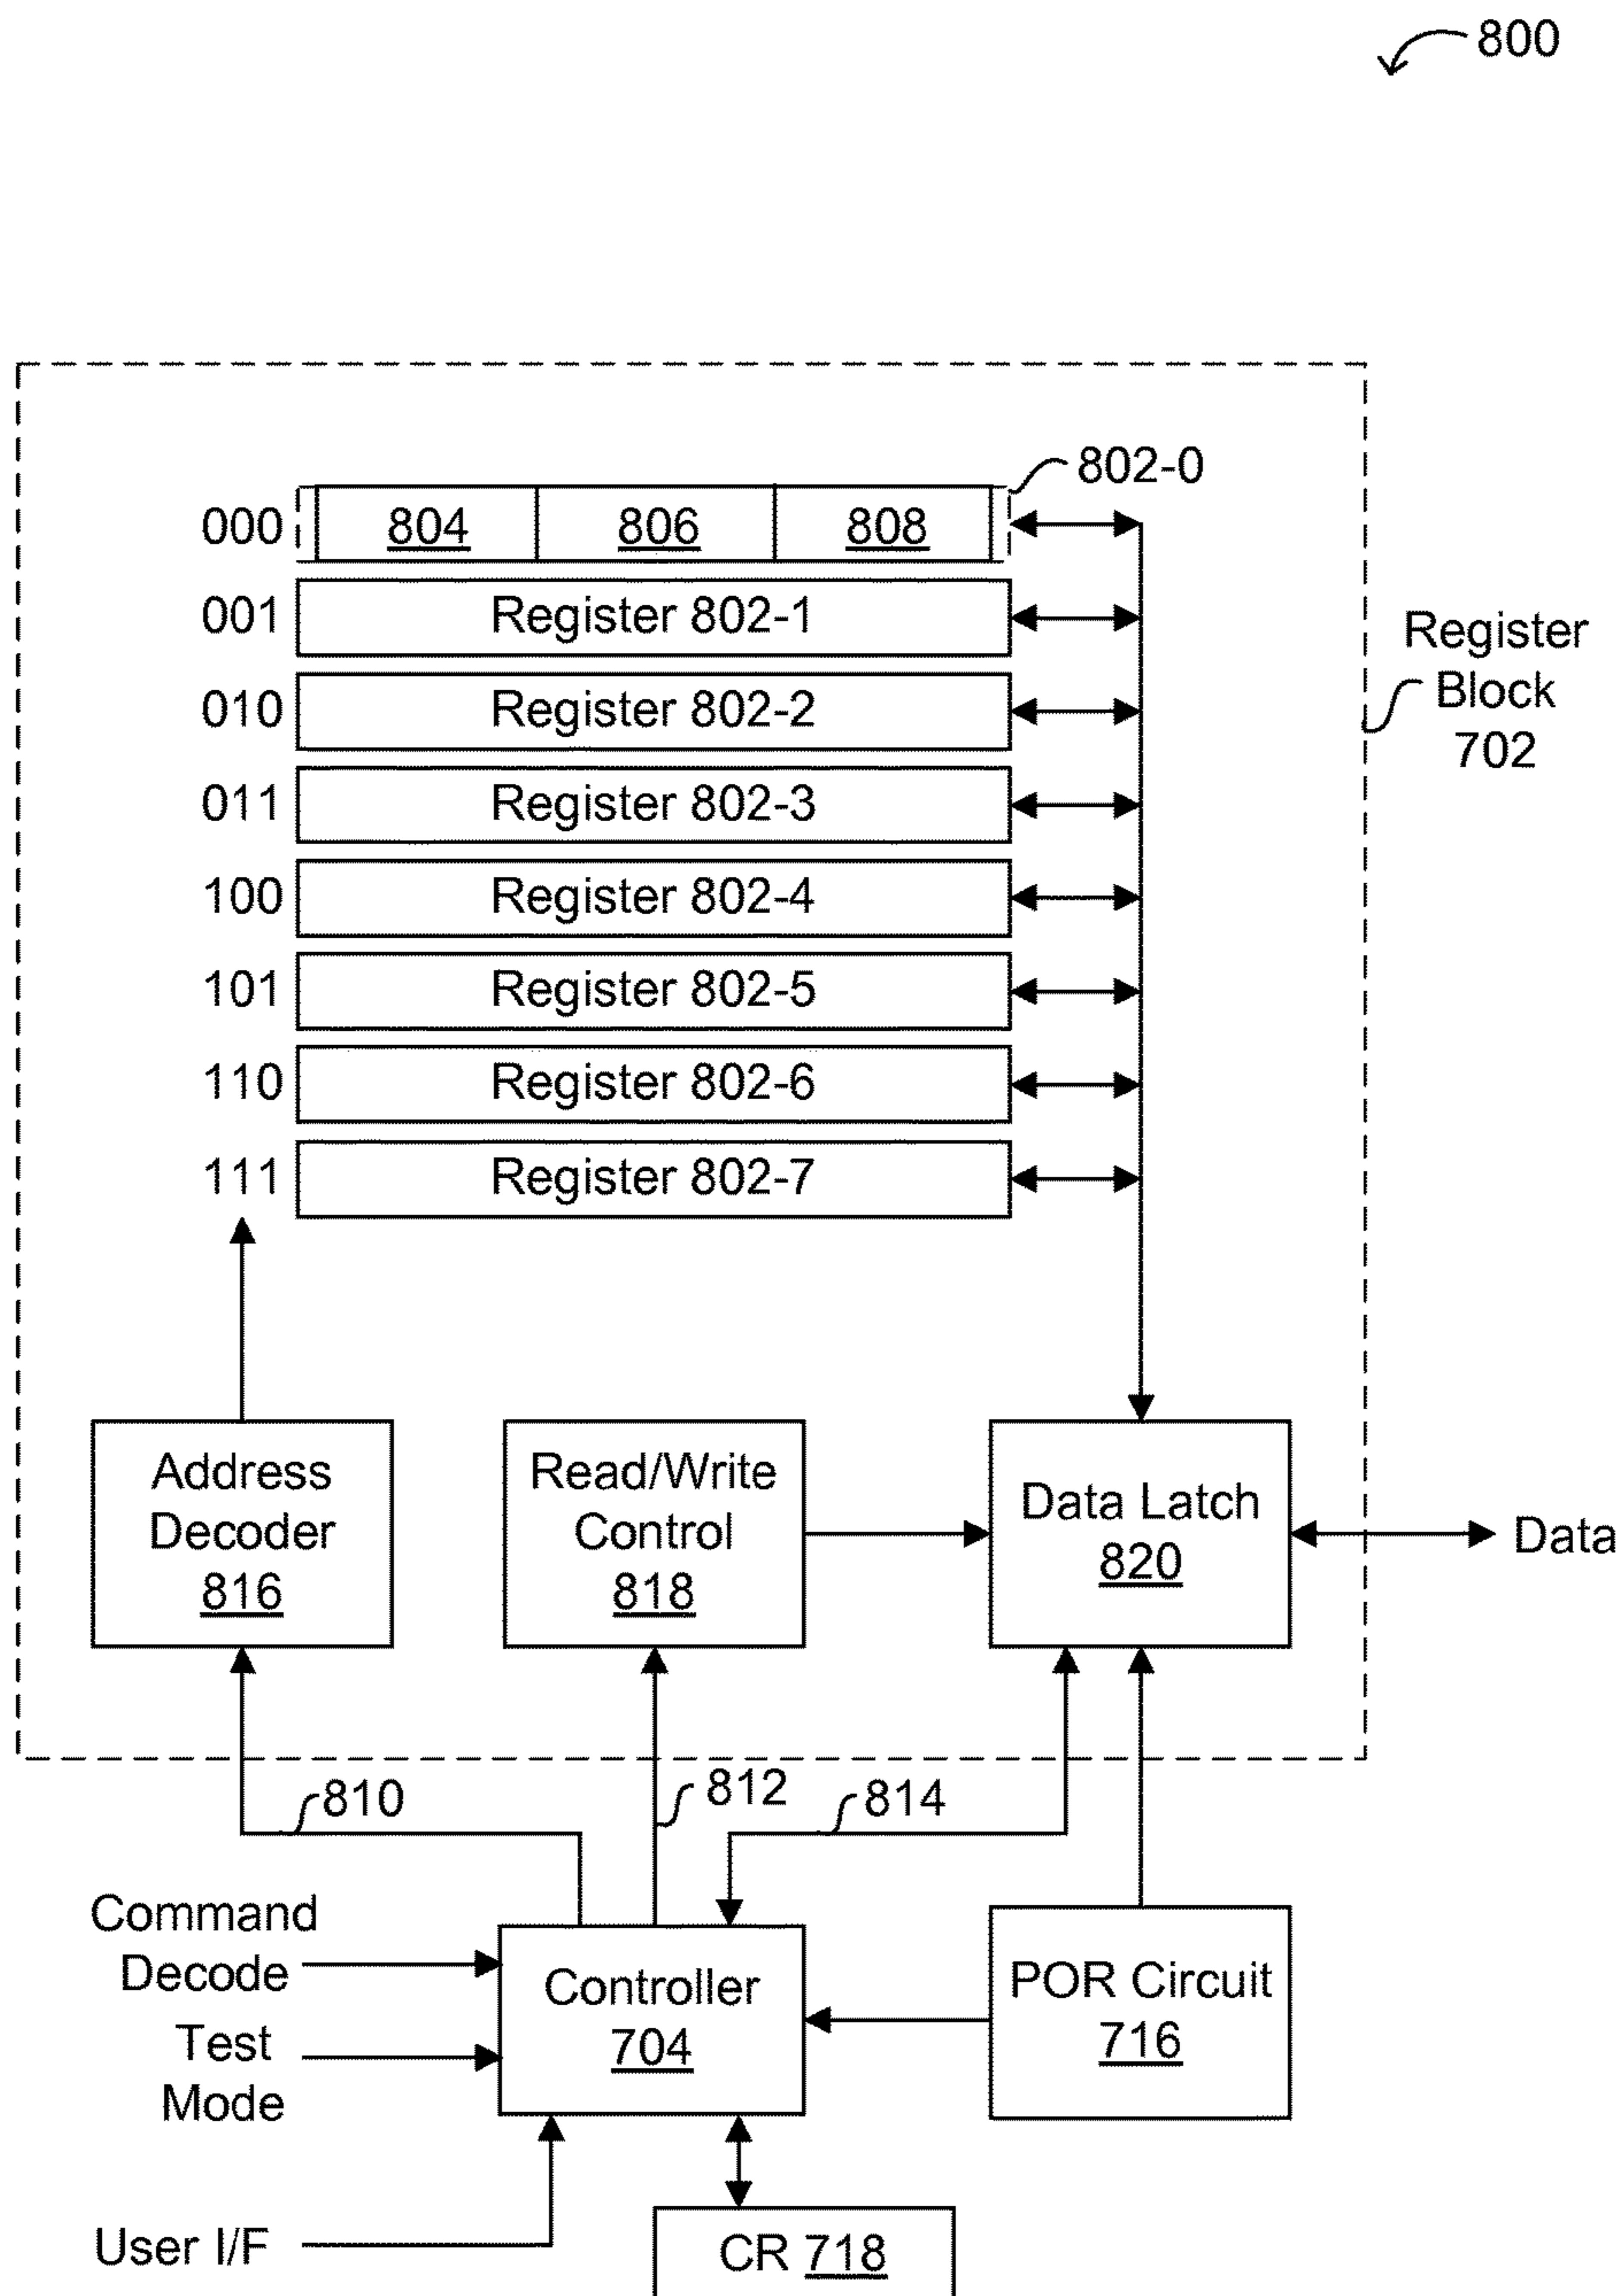 800
802-0
000 804 806 808
001 Register 802-1
010 Register 802-2
011 Register 802-3
100 Register 802-4
101 Register 802-5
110 Register 802-6
111 Register 802-7
Register
Block
702
Address
Decoder
816
Read/Write
Control
818
Data Latch
820
Data
810
812
814
Command
Decode
Test
Mode
User I/F
Controller
704
POR Circuit
716
CR 718